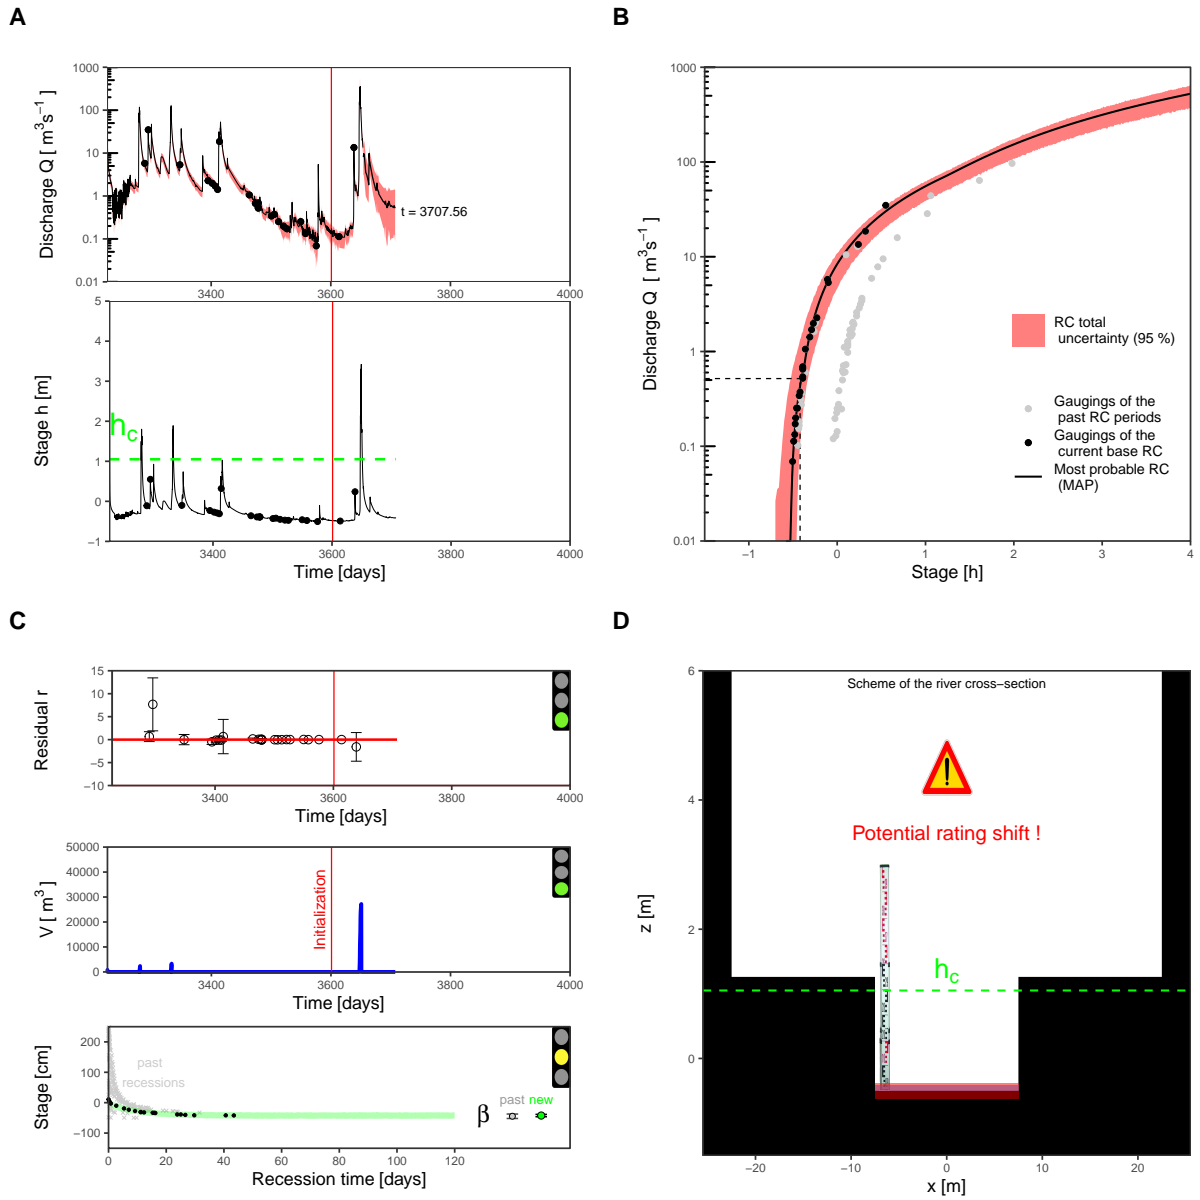 A
Discharge Q [ m³s⁻¹ ]
1000
100
10
1
0.1
0.01
t = 3707.56
3400
3600
3800
4000
Stage h [m]
5
4
3
2
1
0
−1
h_c
3400
3600
3800
4000
Time [days]
B
Discharge Q [ m³s⁻¹ ]
1000
100
10
1
0.1
0.01
RC total
uncertainty (95 %)
Gaugings of the
past RC periods
Gaugings of the
current base RC
Most probable RC
(MAP)
−1
0
1
2
3
4
Stage [h]
C
Residual r
15
10
5
0
−5
−10
3400
3600
3800
4000
Time [days]
V [ m³ ]
50000
40000
30000
20000
10000
0
Initialization
3400
3600
3800
4000
Time [days]
Stage [cm]
200
100
0
−100
past
recessions
β
past new
0
20
40
60
80
100
120
Recession time [days]
D
Scheme of the river cross−section
!
Potential rating shift !
h_c
z [m]
6
4
2
0
−20
−10
0
10
20
x [m]